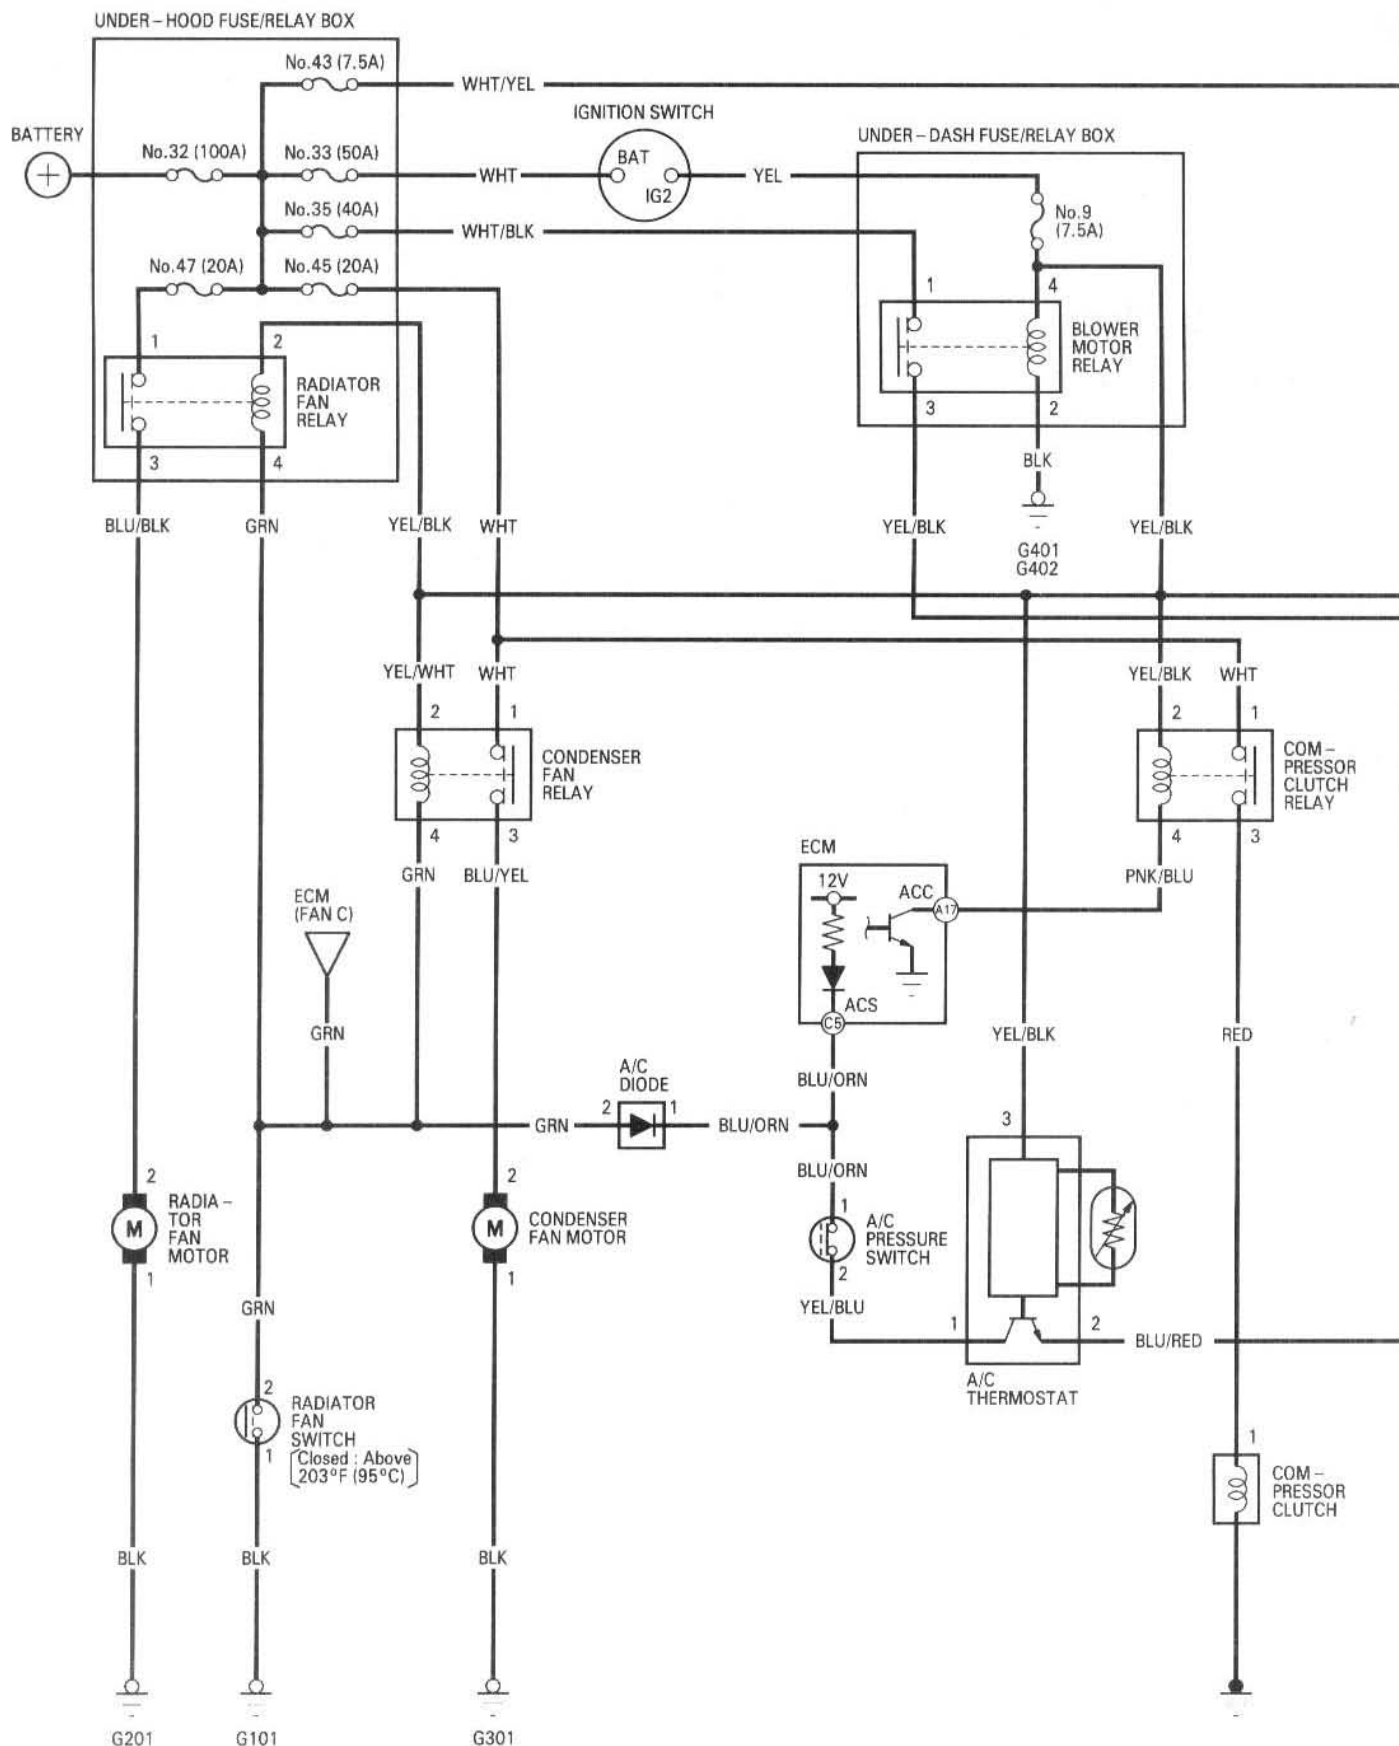 UNDER – HOOD FUSE/RELAY BOX
No.43 (7.5A)
WHT/YEL
IGNITION SWITCH
BATTERY
UNDER – DASH FUSE/RELAY BOX
No.32 (100A)
No.33 (50A)
WHT
BAT
IG2
YEL
No.9
(7.5A)
No.35 (40A)
WHT/BLK
No.47 (20A)
No.45 (20A)
1
4
1
2
BLOWER
MOTOR
RELAY
RADIATOR
FAN
RELAY
3
2
3
4
BLK
BLU/BLK
GRN
YEL/BLK
WHT
YEL/BLK
YEL/BLK
G401
G402
YEL/WHT
WHT
YEL/BLK
WHT
2
1
2
1
CONDENSER
FAN
RELAY
COM –
PRESSOR
CLUTCH
RELAY
4
3
4
3
ECM
GRN
BLU/YEL
12V
ACC
A17
PNK/BLU
ECM
(FAN C)
ACS
C5
GRN
YEL/BLK
RED
A/C
DIODE
BLU/ORN
2
1
3
GRN
BLU/ORN
BLU/ORN
2
2
1
RADIA –
TOR
FAN
MOTOR
M
M
CONDENSER
FAN MOTOR
A/C
PRESSURE
SWITCH
1
1
2
GRN
YEL/BLU
1
2
BLU/RED
A/C
THERMOSTAT
2
RADIATOR
FAN
SWITCH
Closed : Above
203°F (95°C)
1
1
COM –
PRESSOR
CLUTCH
BLK
BLK
BLK
G201
G101
G301